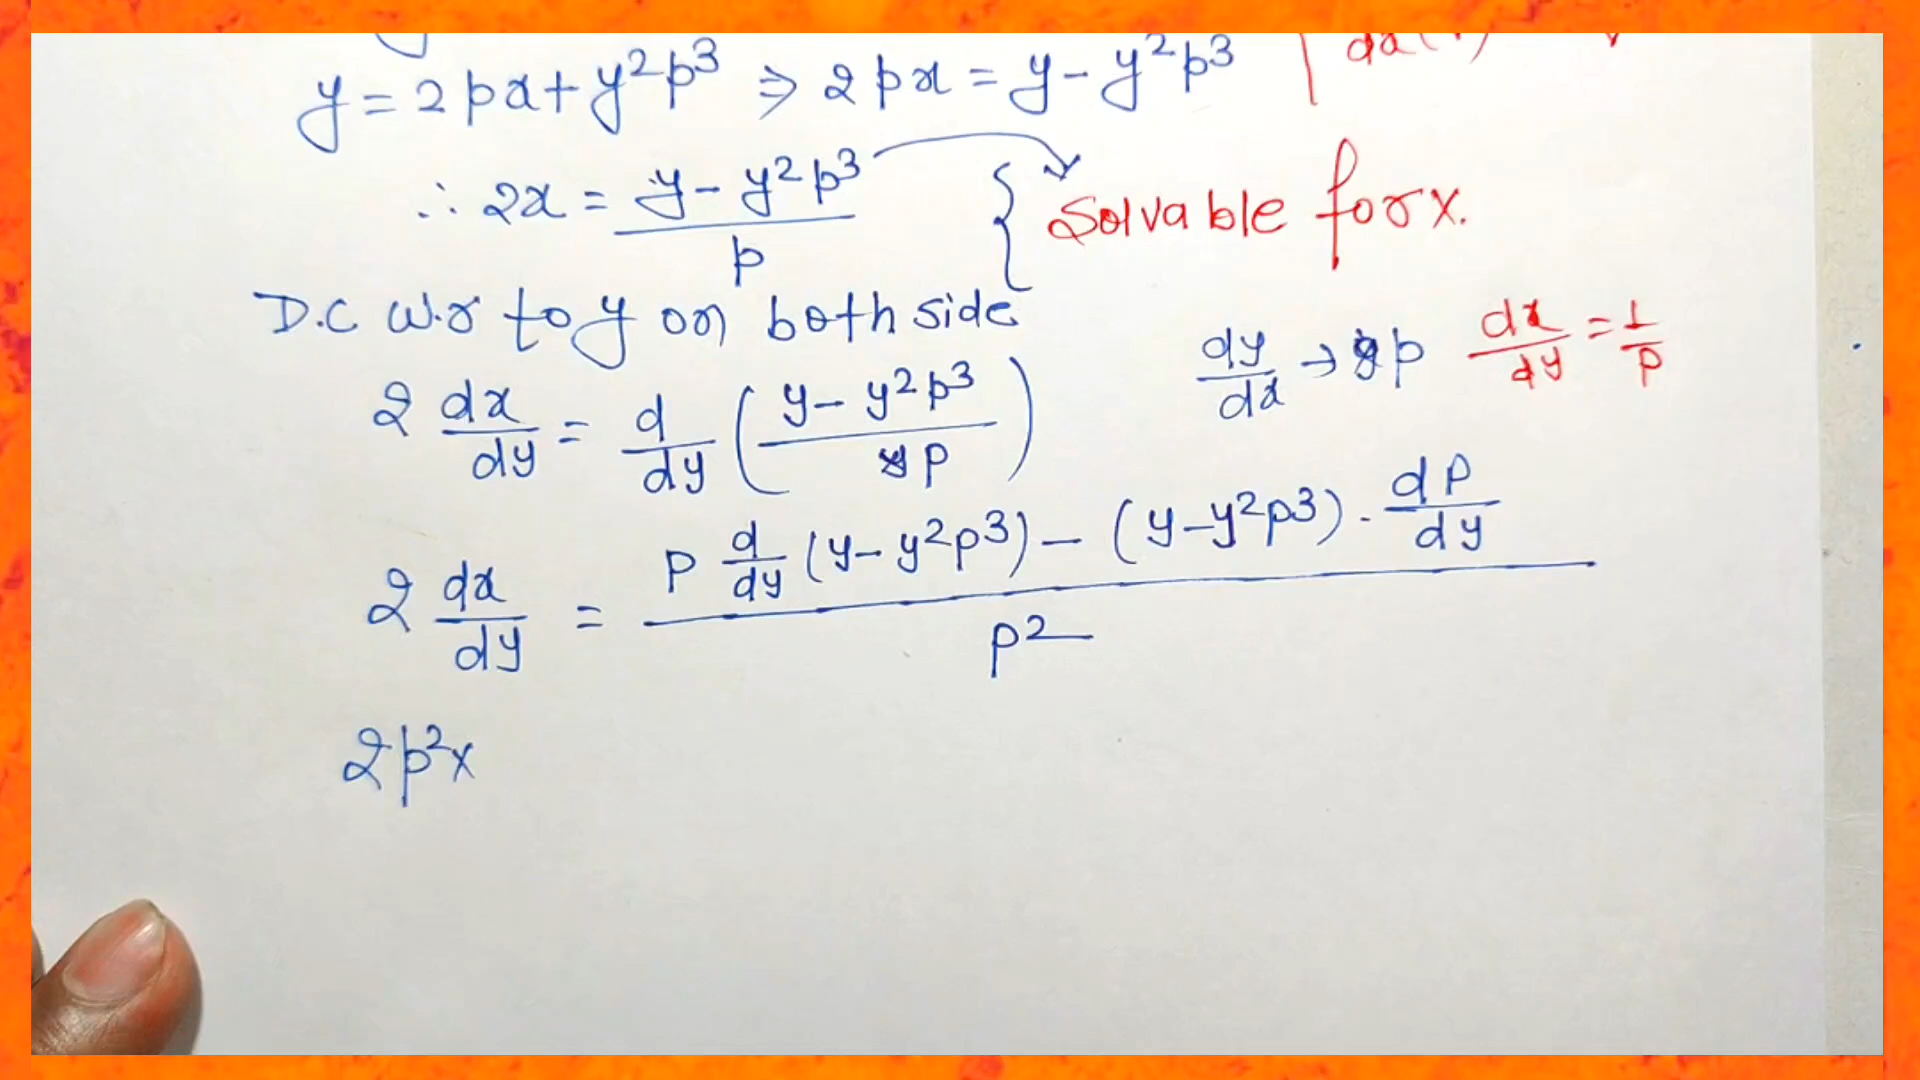 y = 2px + y²p³ ⇒ 2px = y - y²p³
∴ 2x = (y - y²p³)/p { Solvable for x.
D.C w.r to y on both side
dy/dx → p dx/dy = 1/p
2 dx/dy = d/dy ((y - y²p³)/p)
2 dx/dy = (p d/dy (y - y²p³) - (y - y²p³) · dp/dy)/p²
2p²x